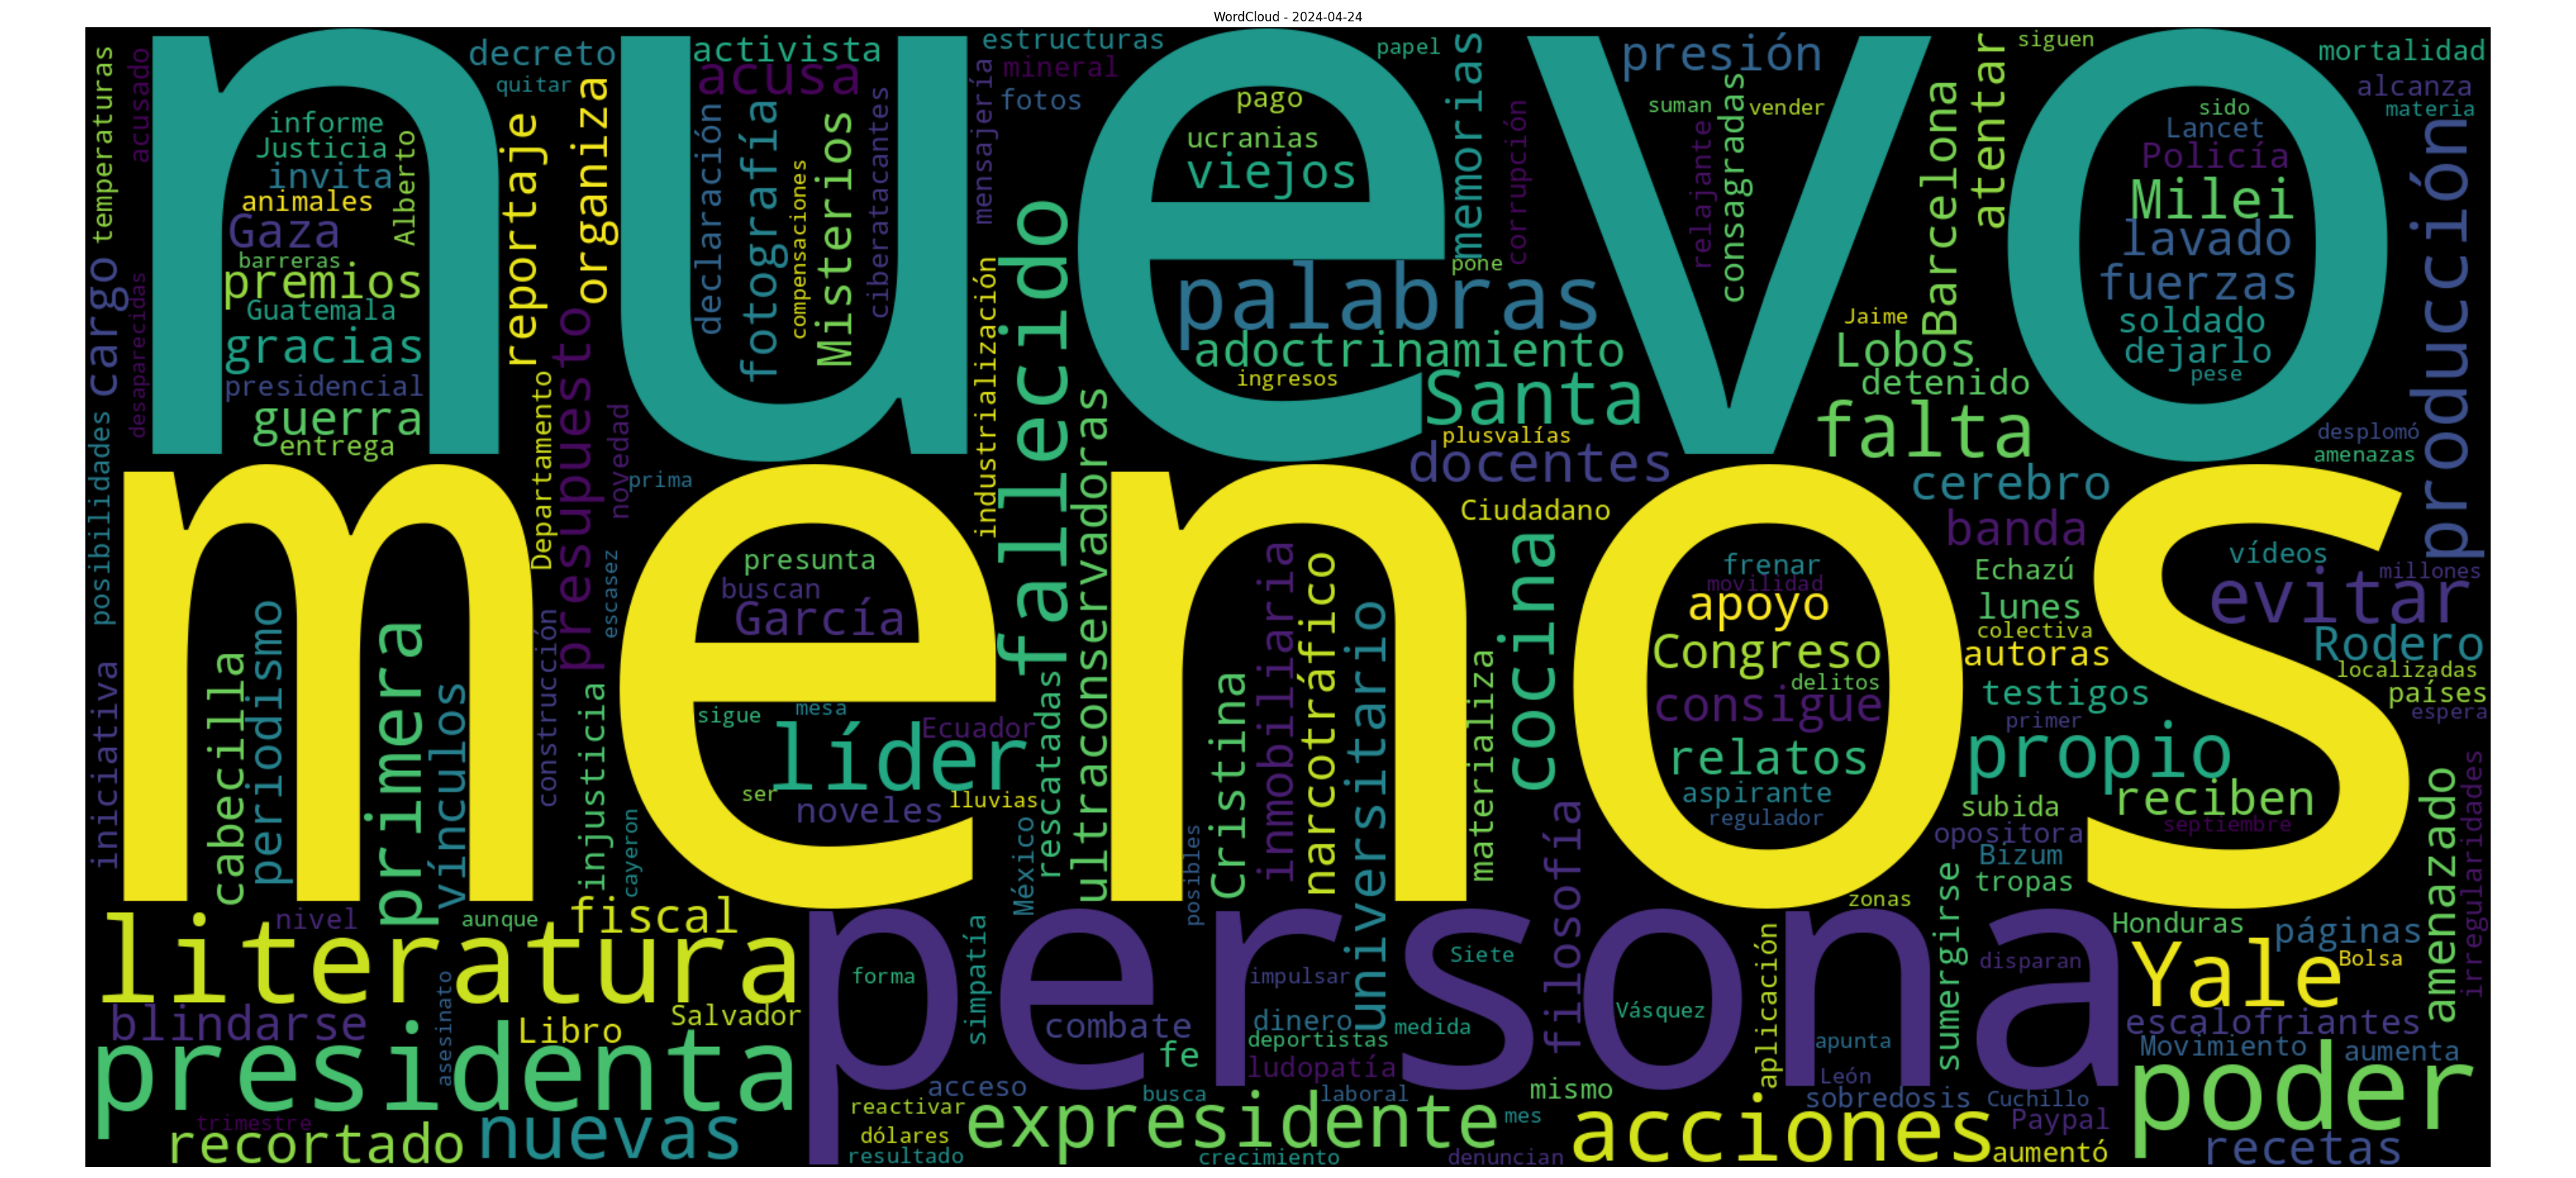 WordCloud - 2024-04-24
nuevo
menos
persona
temperaturas
acusado
decreto
quitar
activista
acusa
estructuras
mineral
fotos
papel
memorias
presión
siguen
atentar
mortalidad
alcanza
materia
informe
Justicia
invita
animales
Alberto
Gaza
barreras
premios
Guatemala
gracias
presidencial
guerra
entrega
cargo
desaparecidas
reportaje
organiza
declaración
fotografía
compensaciones
Misterios
ciberatacantes
mensajería
pago
ucranias
viejos
corrupción
suman
vender
relajante
consagradas
Barcelona
sido
Lancet
Policía
Milei
lavado
fuerzas
soldado
dejarlo
pese
producción
fallecido
industrialización
palabras
pone
adoctrinamiento
ingresos
Santa
plusvalías
docentes
Jaime
Lobos
detenido
falta
desplomó
amenazas
posibilidades
Departamento
presupuesto
novedad
prima
ultraconservadoras
Ciudadano
cerebro
banda
Echazú
lunes
colectiva
autoras
testigos
primer
propio
vídeos
millones
evitar
Rodero
localizadas
países
espera
reciben
septiembre
subida
opositora
Bizum
tropas
amenazado
irregularidades
escasez
construcción
presunta
buscan
García
iniciativa
cabecilla
periodismo
primera
vínculos
injusticia
cayeron
sigue
mesa
Ecuador
líder
ser
noveles
lluvias
rescatadas
México
posibles
Cristina
inmobiliaria
narcotráfico
universitario
materializa
cocina
filosofía
frenar
movilidad
apoyo
Congreso
delitos
consigue
relatos
aspirante
regulador
zonas
sumergirse
nivel
aunque
fiscal
literatura
blindarse
asesinato
Libro
Salvador
presidenta
trimestre
recortado
nuevas
forma
simpatía
combate
fe
impulsar
dinero
deportistas
ludopatía
medida
Siete
Vásquez
aplicación
apunta
disparan
Honduras
páginas
Yale
Bolsa
escalofriantes
Movimiento
aumenta
poder
acceso
reactivar
dólares
resultado
expresidente
busca
laboral
crecimiento
mes
denuncian
mismo
acciones
León
sobredosis
Cuchillo
Paypal
aumentó
recetas